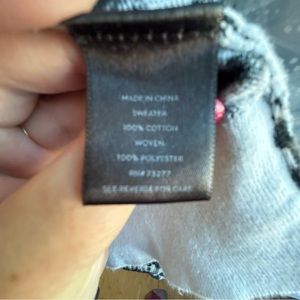 MADE IN CHINA
SWEATER
100% COTTON
WOVEN
100% POLYESTER
RN# 73277
SEE REVERSE FOR CARE